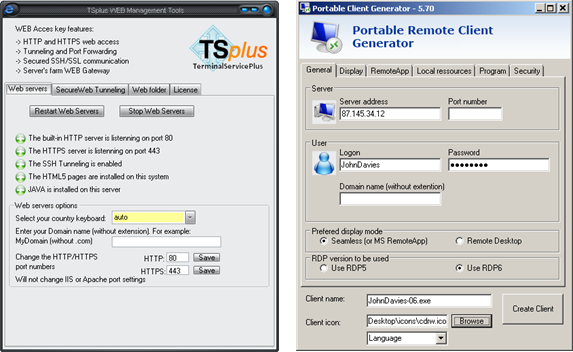 TSplus WEB Management Tools
WEB Acces key features:
-> HTTP and HTTPS web access
-> Tunneling and Port Forwarding
-> Secured SSH/SSL communication
-> Server's farm WEB Gateway
TSplus
TerminalServicePlus
Web servers SecureWeb Tunneling Web folder License
Restart Web Servers Stop Web Servers
The built-in HTTP server is listenning on port 80
The HTTPS server is listenning on port 443
The SSH Tunneling is enabled
The HTML5 pages are installed on this system
JAVA is installed on this server
Web servers options
Select your country keyboard: auto
Enter your Domain name (without extension). For example:
MyDomain (without .com)
Change the HTTP/HTTPS HTTP: 80 Save
port numbers HTTPS: 443 Save
Will not change IIS or Apache port settings
Portable Client Generator - 5.70
Portable Remote Client
Generator
General Display RemoteApp Local ressources Program Security
Server
Server address Port number
87.145.34.12
User
Logon Password
JohnDavies ●●●●●●●●
Domain name (without extention)
Prefered display mode
Seamless (or MS RemoteApp) Remote Desktop
RDP version to be used
Use RDP5 Use RDP6
Client name: JohnDavies-06.exe Create Client
Client icon: Desktop\icons\cdrw.ico Browse
Language